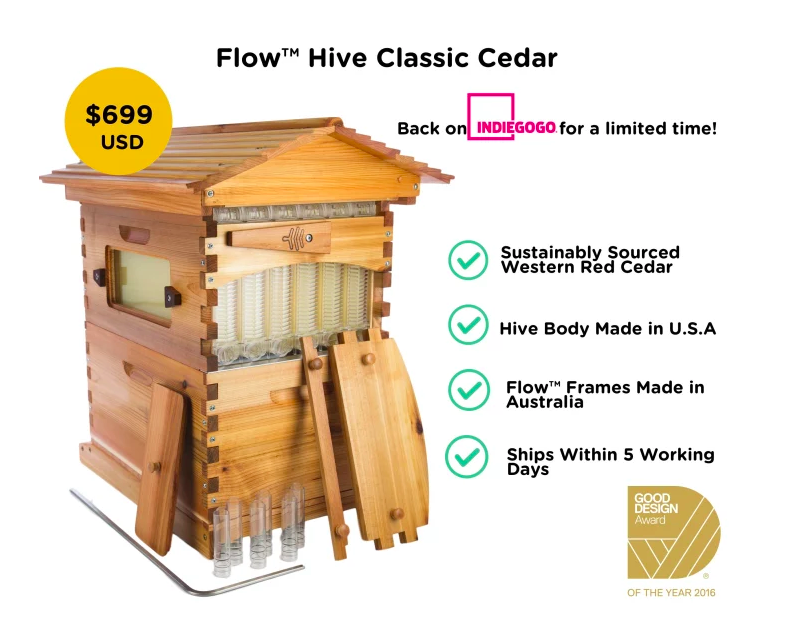 Flow™ Hive Classic Cedar
$699
USD
Back on INDIEGOGO. for a limited time!
Sustainably Sourced
Western Red Cedar
Hive Body Made in U.S.A
Flow™ Frames Made in
Australia
Ships Within 5 Working
Days
GOOD
DESIGN
Award
®
OF THE YEAR 2016